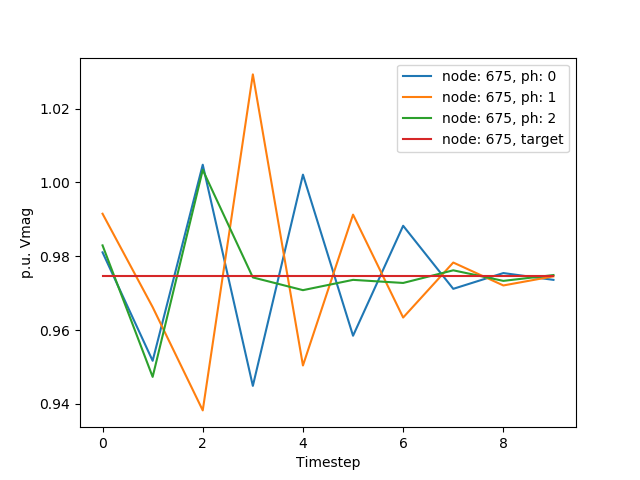 node: 675, ph: 0
node: 675, ph: 1
node: 675, ph: 2
node: 675, target
1.02
1.00
0.98
0.96
0.94
p.u. Vmag
0 2 4 6 8
Timestep